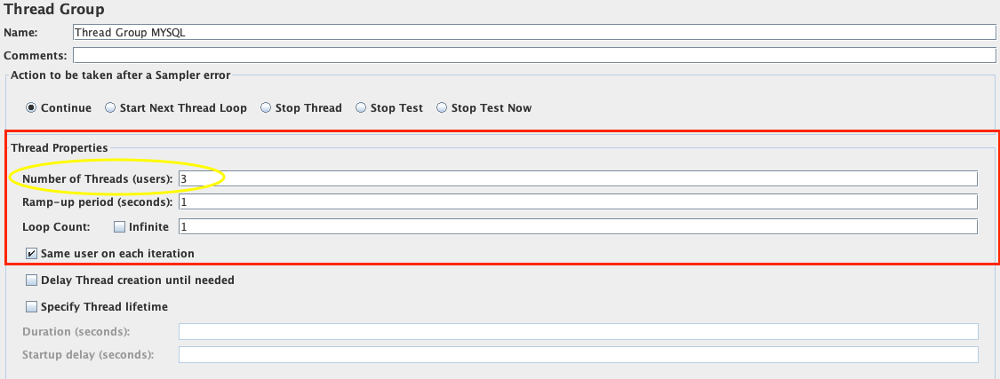 Thread Group
Name: Thread Group MYSQL
Comments:
Action to be taken after a Sampler error
Continue Start Next Thread Loop Stop Thread Stop Test Stop Test Now
Thread Properties
Number of Threads (users): 3
Ramp-up period (seconds): 1
Loop Count: Infinite 1
Same user on each iteration
Delay Thread creation until needed
Specify Thread lifetime
Duration (seconds):
Startup delay (seconds):